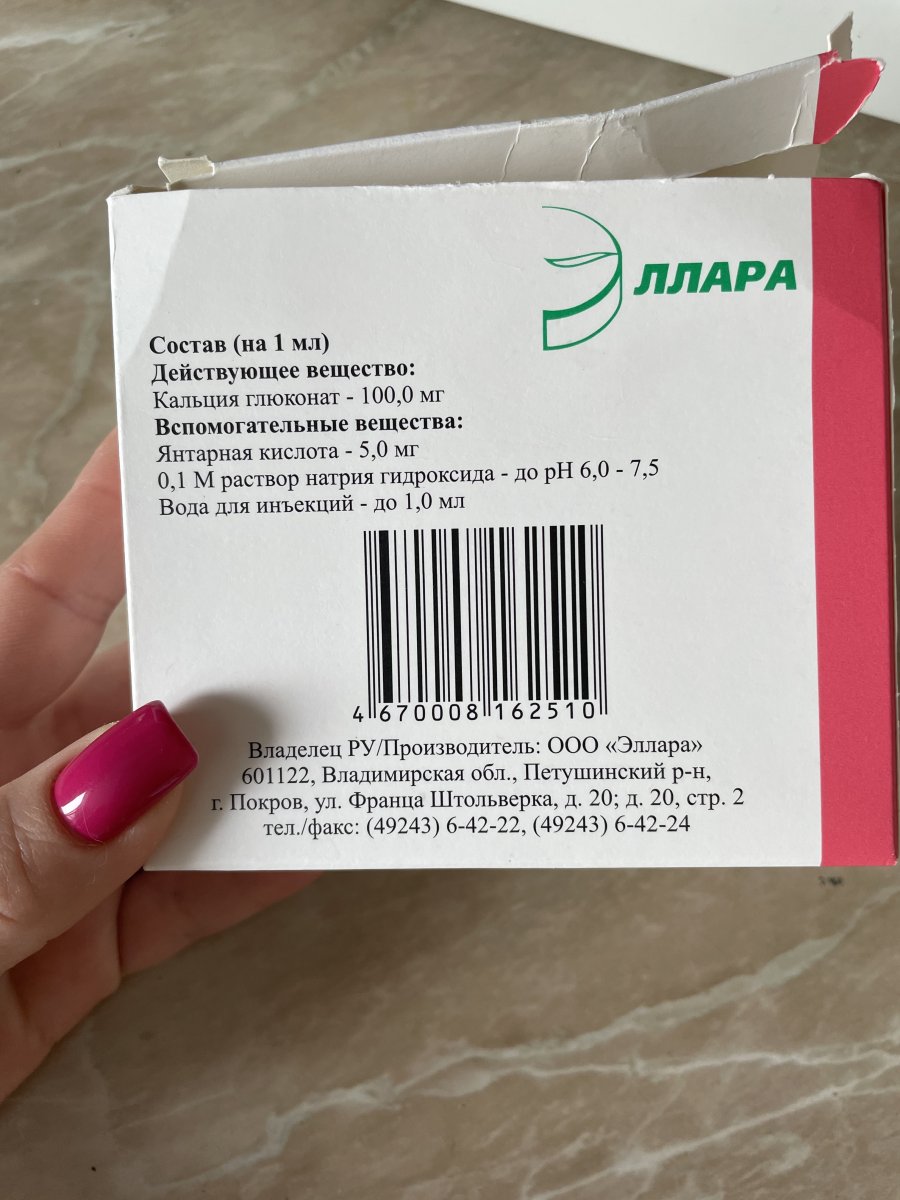 ЭЛЛАРА
Состав (на 1 мл)
Действующее вещество:
Кальция глюконат - 100,0 мг
Вспомогательные вещества:
Янтарная кислота - 5,0 мг
0,1 М раствор натрия гидроксида - до pH 6,0 - 7,5
Вода для инъекций - до 1,0 мл
4 670008 162510
Владелец РУ/Производитель: ООО «Эллара»
601122, Владимирская обл., Петушинский р-н,
г. Покров, ул. Франца Штольверка, д. 20; д. 20, стр. 2
тел./факс: (49243) 6-42-22, (49243) 6-42-24